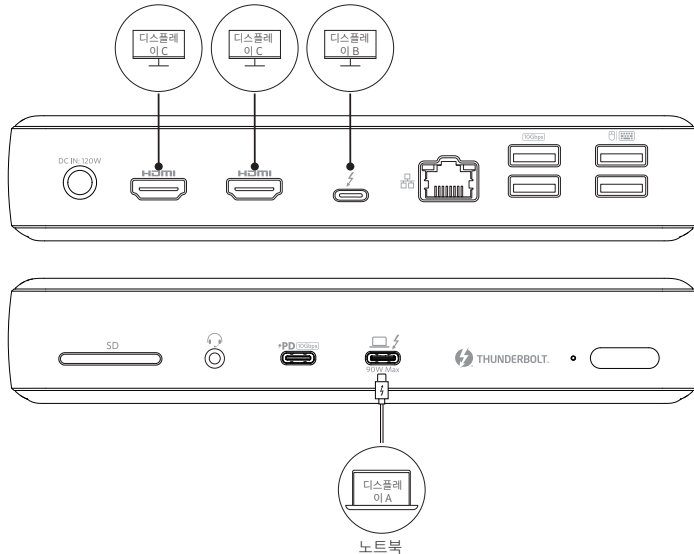 디스플레
이 C
디스플레
이 C
디스플레
이 B
DC IN: 120W
HDMI
HDMI
10Gbps
SD
PD 10Gbps
90W Max
THUNDERBOLT™
디스플레
이 A
노트북